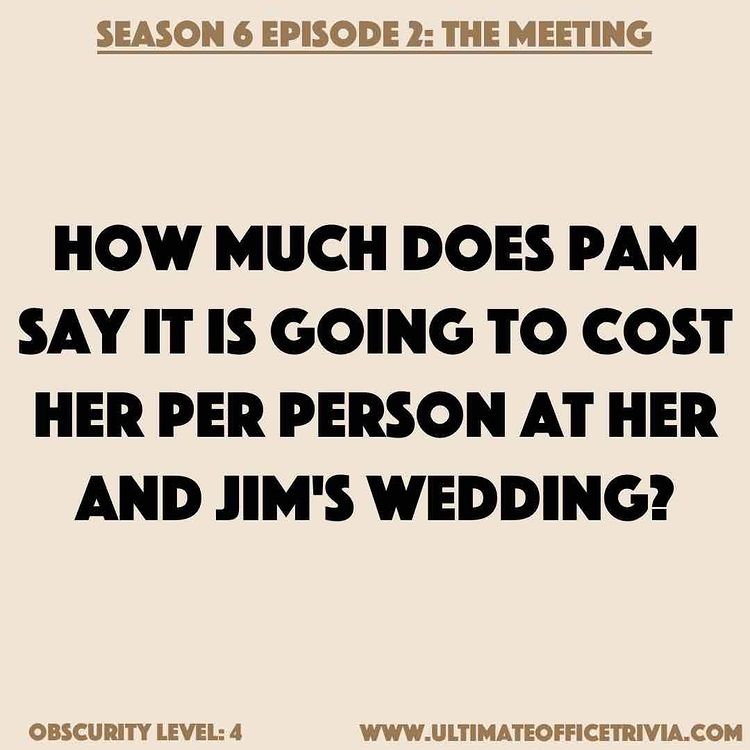 SEASON 6 EPISODE 2: THE MEETING
HOW MUCH DOES PAM
SAY IT IS GOING TO COST
HER PER PERSON AT HER
AND JIM'S WEDDING?
OBSCURITY LEVEL: 4
WWW.ULTIMATEOFFICETRIVIA.COM